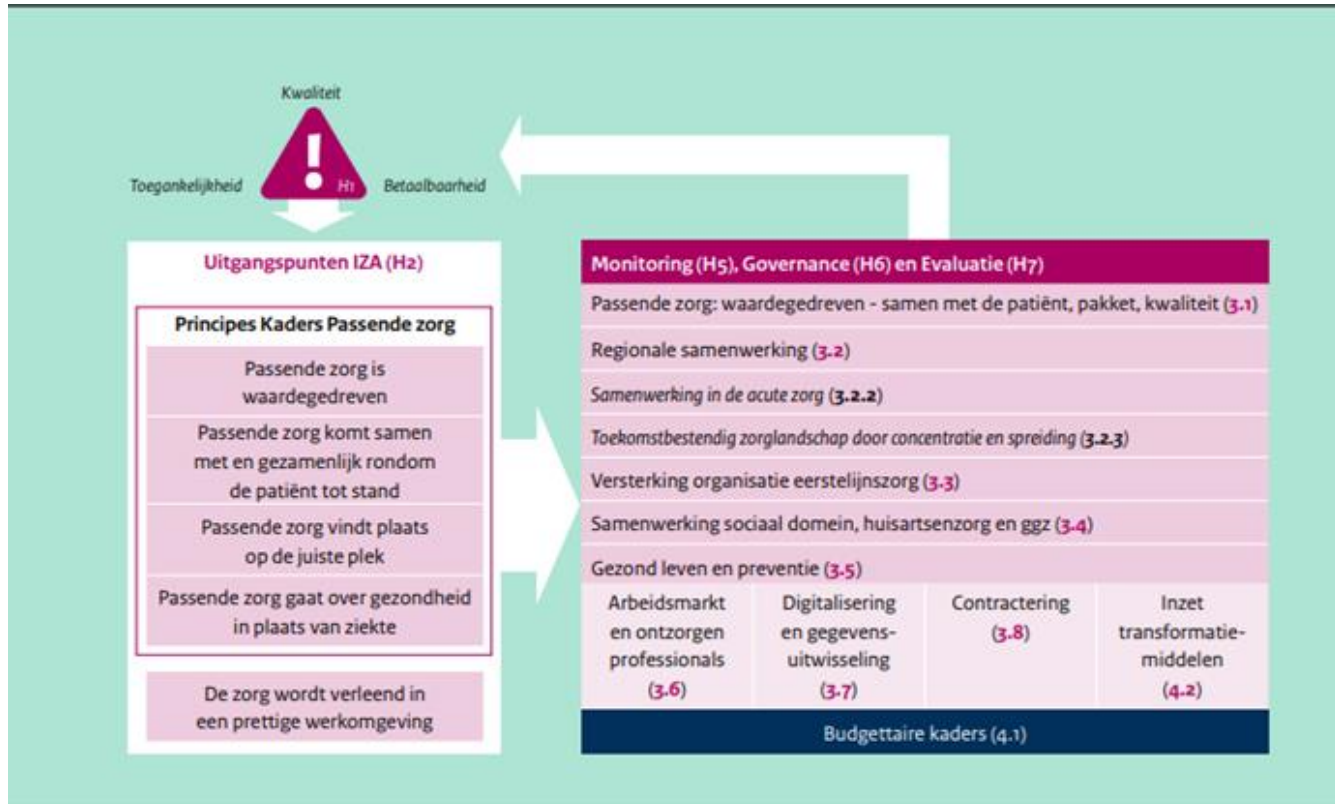 Kwaliteit
!
H1
Toegankelijkheid
Betaalbaarheid
Uitgangspunten IZA (H2)
Principes Kaders Passende zorg
Passende zorg is
waardegedreven
Passende zorg komt samen
met en gezamenlijk rondom
de patiënt tot stand
Passende zorg vindt plaats
op de juiste plek
Passende zorg gaat over gezondheid
in plaats van ziekte
De zorg wordt verleend in
een prettige werkomgeving
Monitoring (H5), Governance (H6) en Evaluatie (H7)
Passende zorg: waardegedreven - samen met de patiënt, pakket, kwaliteit (3.1)
Regionale samenwerking (3.2)
Samenwerking in de acute zorg (3.2.2)
Toekomstbestendig zorglandschap door concentratie en spreiding (3.2.3)
Versterking organisatie eerstelijnszorg (3.3)
Samenwerking sociaal domein, huisartsenzorg en ggz (3.4)
Gezond leven en preventie (3.5)
Arbeidsmarkt
en ontzorgen
professionals
(3.6)
Digitalisering
en gegevens-
uitwisseling
(3.7)
Contractering
(3.8)
Inzet
transformatie-
middelen
(4.2)
Budgettaire kaders (4.1)